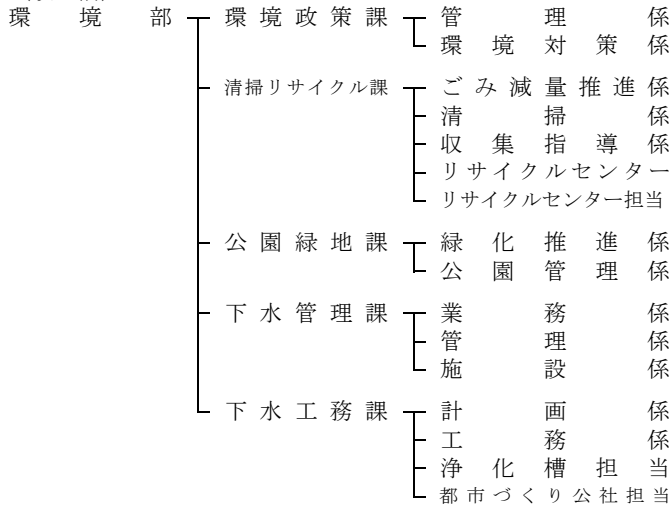 環境部 環境政策課 管理係
環境対策係
清掃リサイクル課 ごみ減量推進係
清掃係
収集指導係
リサイクルセンター
リサイクルセンター担当
公園緑地課 緑化推進係
公園管理係
下水管理課 業務係
管理係
施設係
下水工務課 計画係
工務係
浄化槽担当
都市づくり公社担当